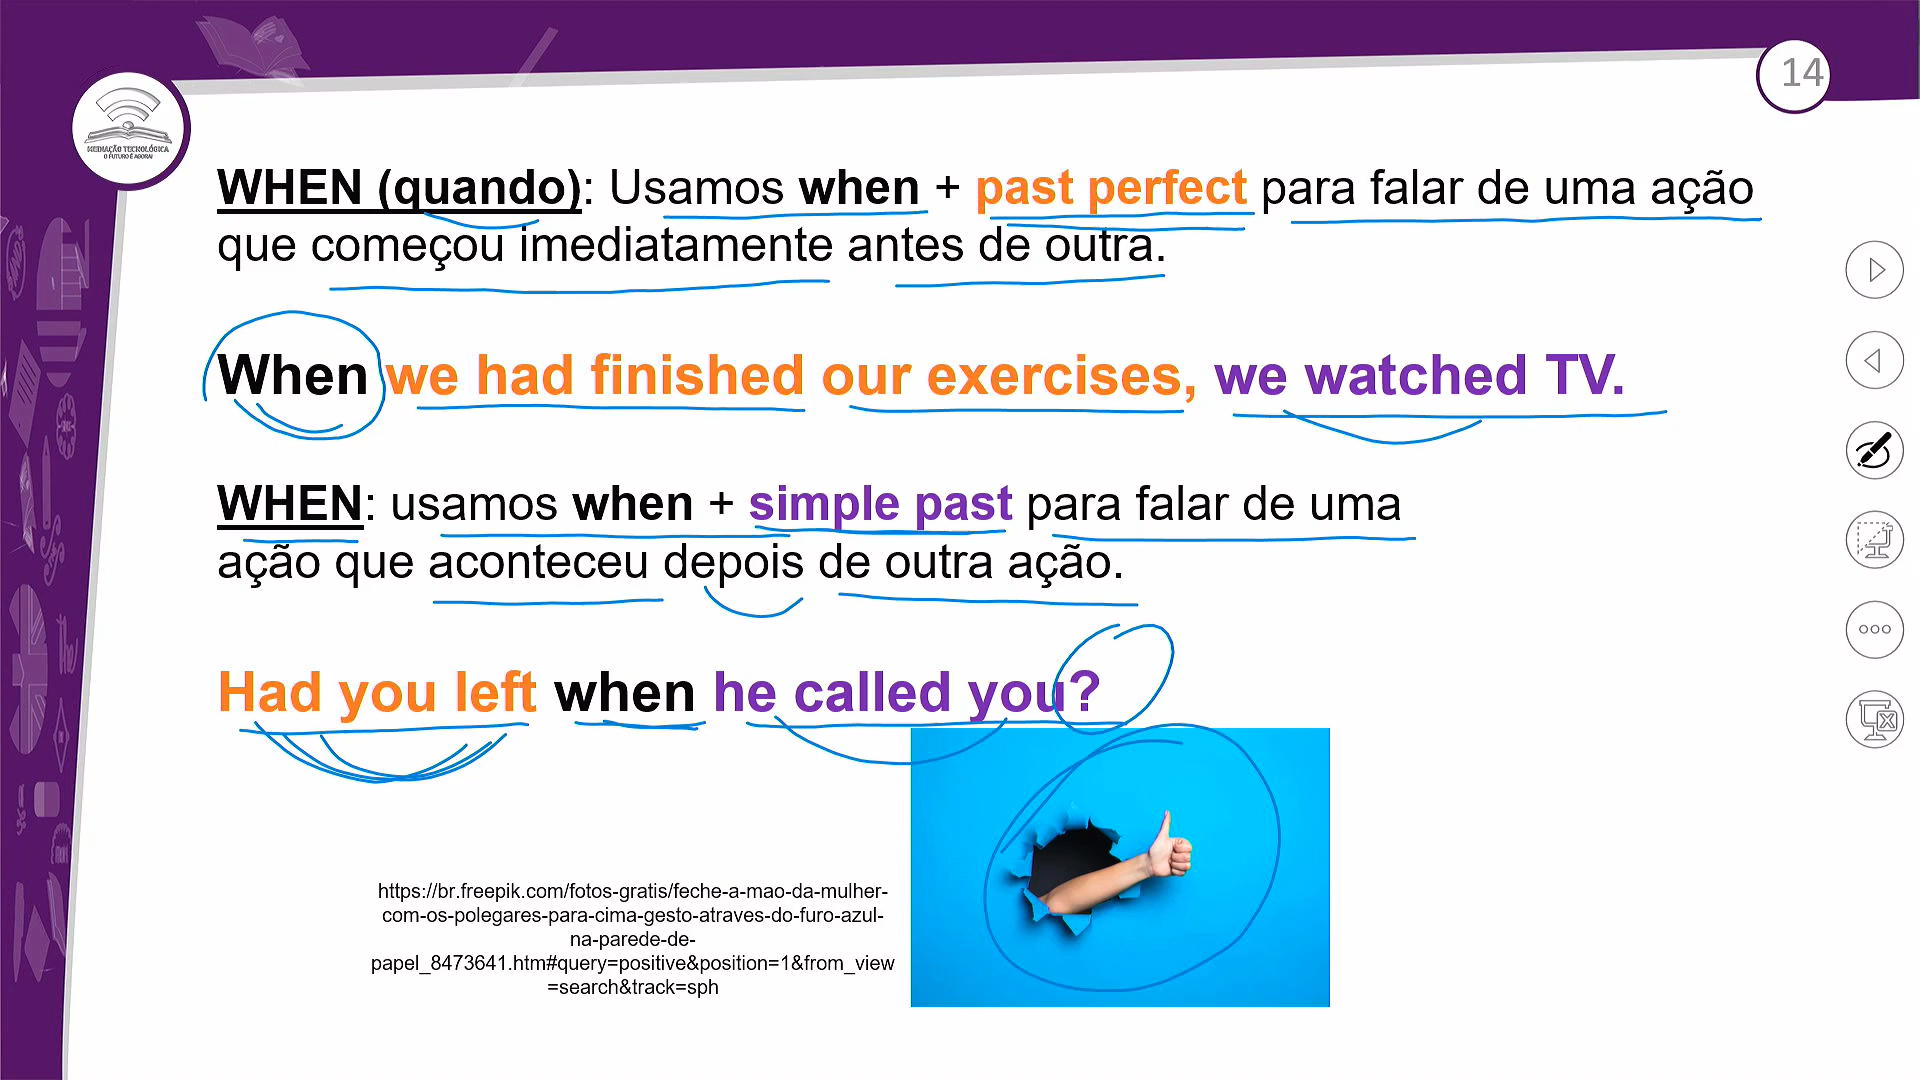 14
MEDIAÇÃO TECNOLÓGICA
O FUTURO É AGORA!
WHEN (quando): Usamos when + past perfect para falar de uma ação
que começou imediatamente antes de outra.
When we had finished our exercises, we watched TV.
WHEN: usamos when + simple past para falar de uma
ação que aconteceu depois de outra ação.
Had you left when he called you?
https://br.freepik.com/fotos-gratis/feche-a-mao-da-mulher-
com-os-polegares-para-cima-gesto-atraves-do-furo-azul-
na-parede-de-
papel_8473641.htm#query=positive&position=1&from_view
=search&track=sph